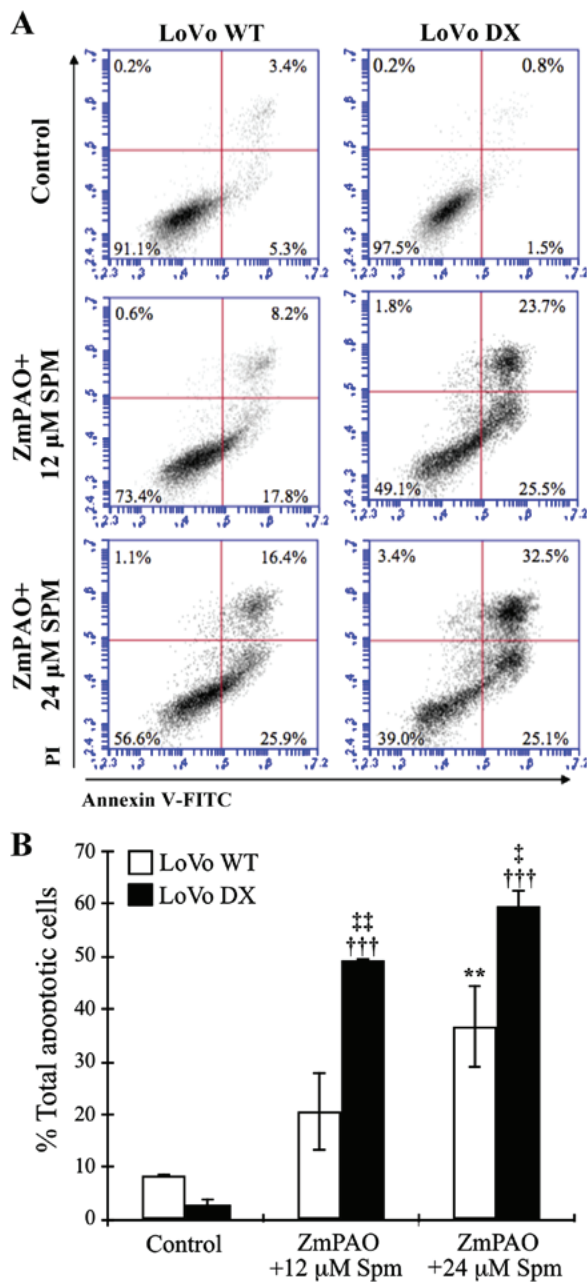 A
LoVo WT LoVo DX
Control
0.2% 3.4%
91.1% 5.3%
0.2% 0.8%
97.5% 1.5%
ZmPAO+
12 µM SPM
0.6% 8.2%
73.4% 17.8%
1.8% 23.7%
49.1% 25.5%
ZmPAO+
24 µM SPM
1.1% 16.4%
56.6% 25.9%
3.4% 32.5%
39.0% 25.1%
PI
Annexin V-FITC
B
% Total apoptotic cells
70
60
50
40
30
20
10
0
LoVo WT
LoVo DX
‡‡
†††
‡
†††
**
Control ZmPAO ZmPAO
+12 µM Spm +24 µM Spm